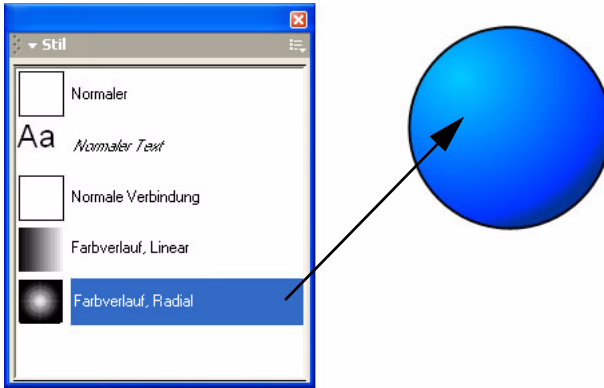 Stil
Normaler
Aa Normaler Text
Normale Verbindung
Farbverlauf, Linear
Farbverlauf, Radial